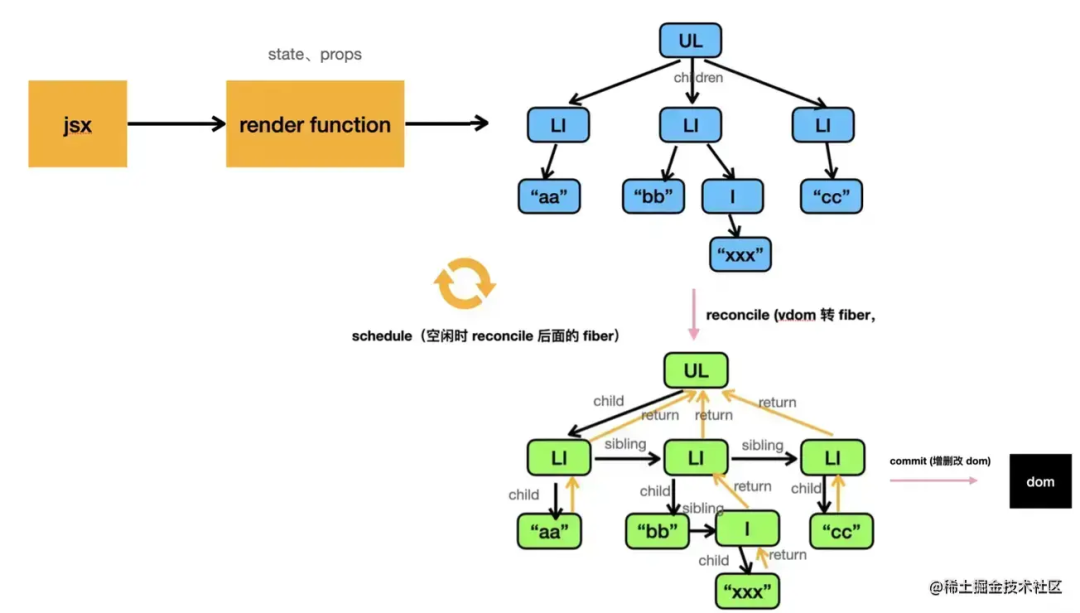 state、props
jsx
render function
UL
children
LI
LI
LI
“aa”
“bb”
I
“cc”
“xxx”
schedule（空闲时 reconcile 后面的 fiber）
reconcile (vdom 转 fiber，
UL
child
return
return
return
LI
sibling
LI
sibling
LI
commit (增删改 dom)
dom
child
child
return
child
sibling
“aa”
“bb”
I
“cc”
child
return
“xxx”
@稀土掘金技术社区